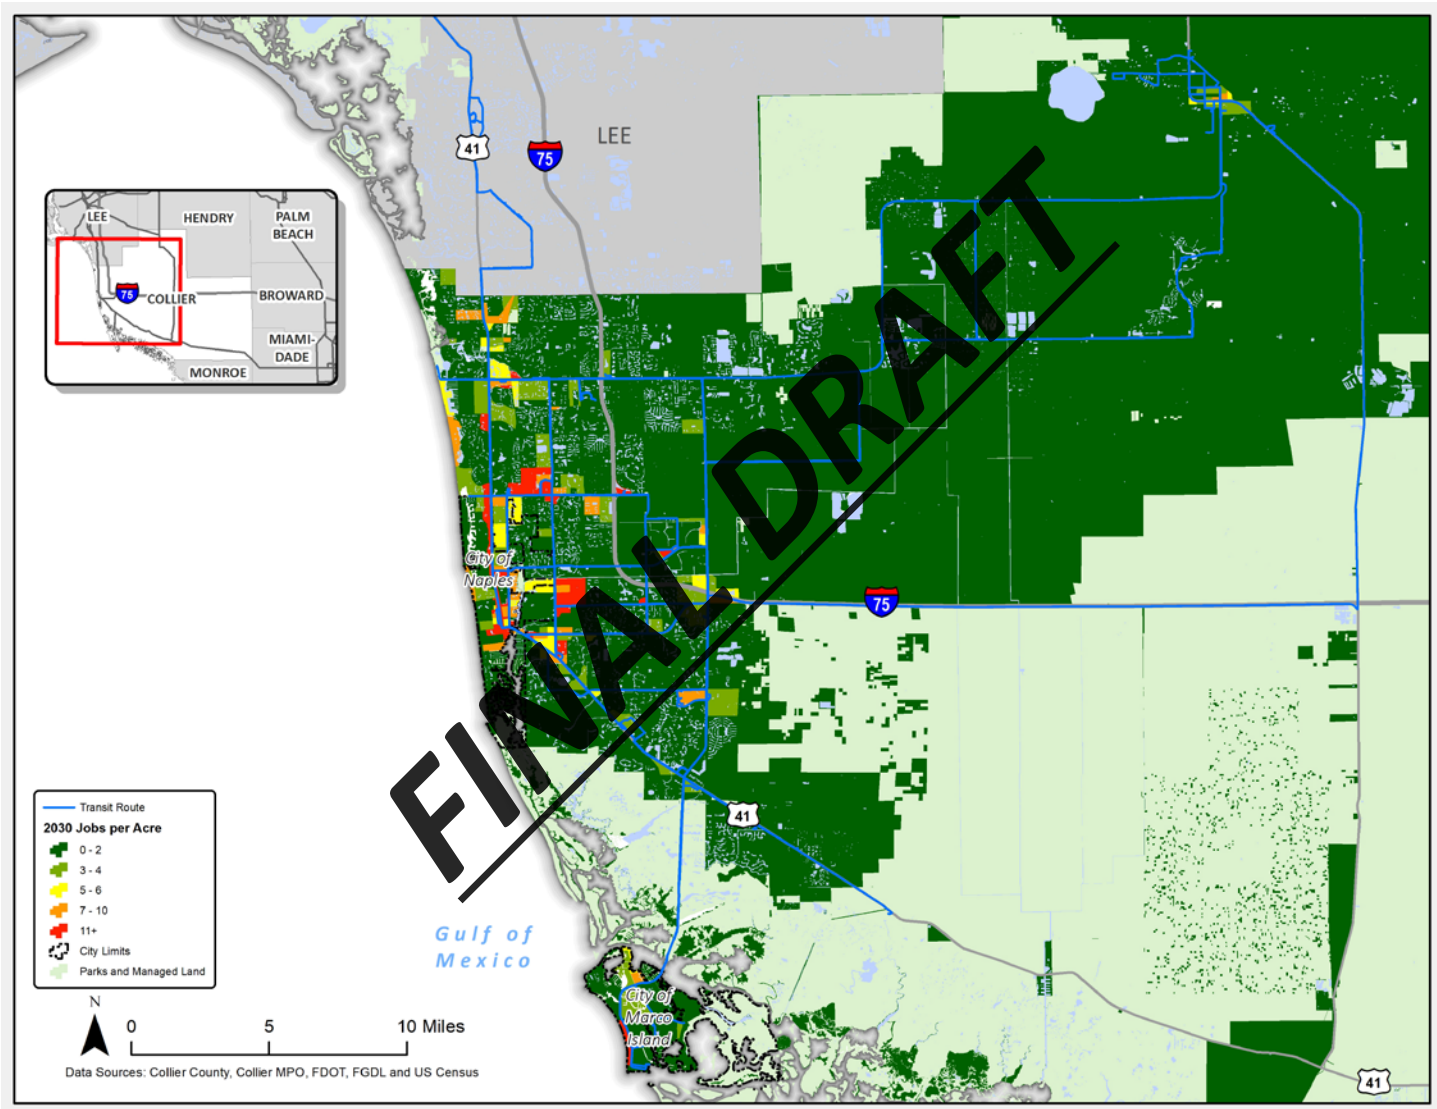 41
75
LEE
LEE
HENDRY
PALM
BEACH
75
COLLIER
BROWARD
MIAMI-
DADE
MONROE
City of
Naples
75
FINAL DRAFT
41
Transit Route
2030 Jobs per Acre
0 - 2
3 - 4
5 - 6
7 - 10
11+
City Limits
Parks and Managed Land
Gulf of
Mexico
City of
Marco
Island
N
0 5 10 Miles
Data Sources: Collier County, Collier MPO, FDOT, FGDL and US Census
41